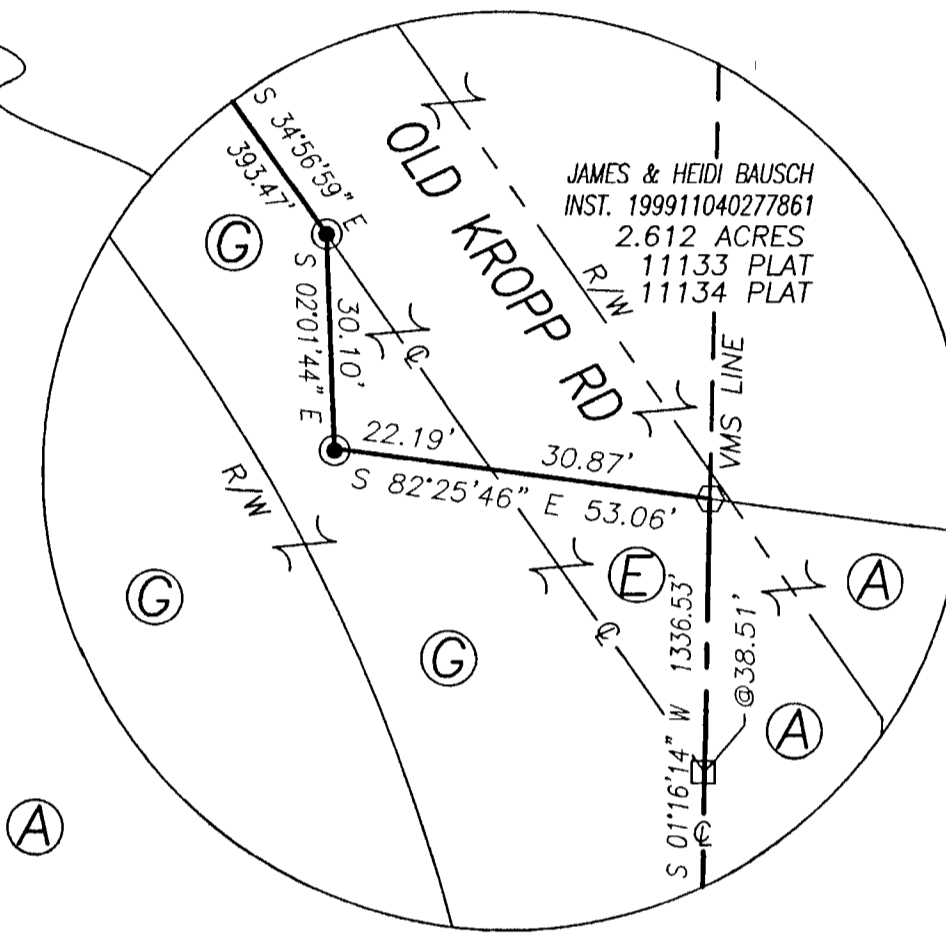 S 34°56'59" E
393.47'
OLD KROPP RD
JAMES & HEIDI BAUSCH
INST. 199911040277861
2.612 ACRES
11133 PLAT
11134 PLAT
R/W
G
S 02°01'44" E
30.10'
℄
VMS LINE
22.19'
30.87'
S 82°25'46" E 53.06'
R/W
E
A
G
G
℄
S 01°16'14" W 1336.53'
@38.51'
A
A
℄